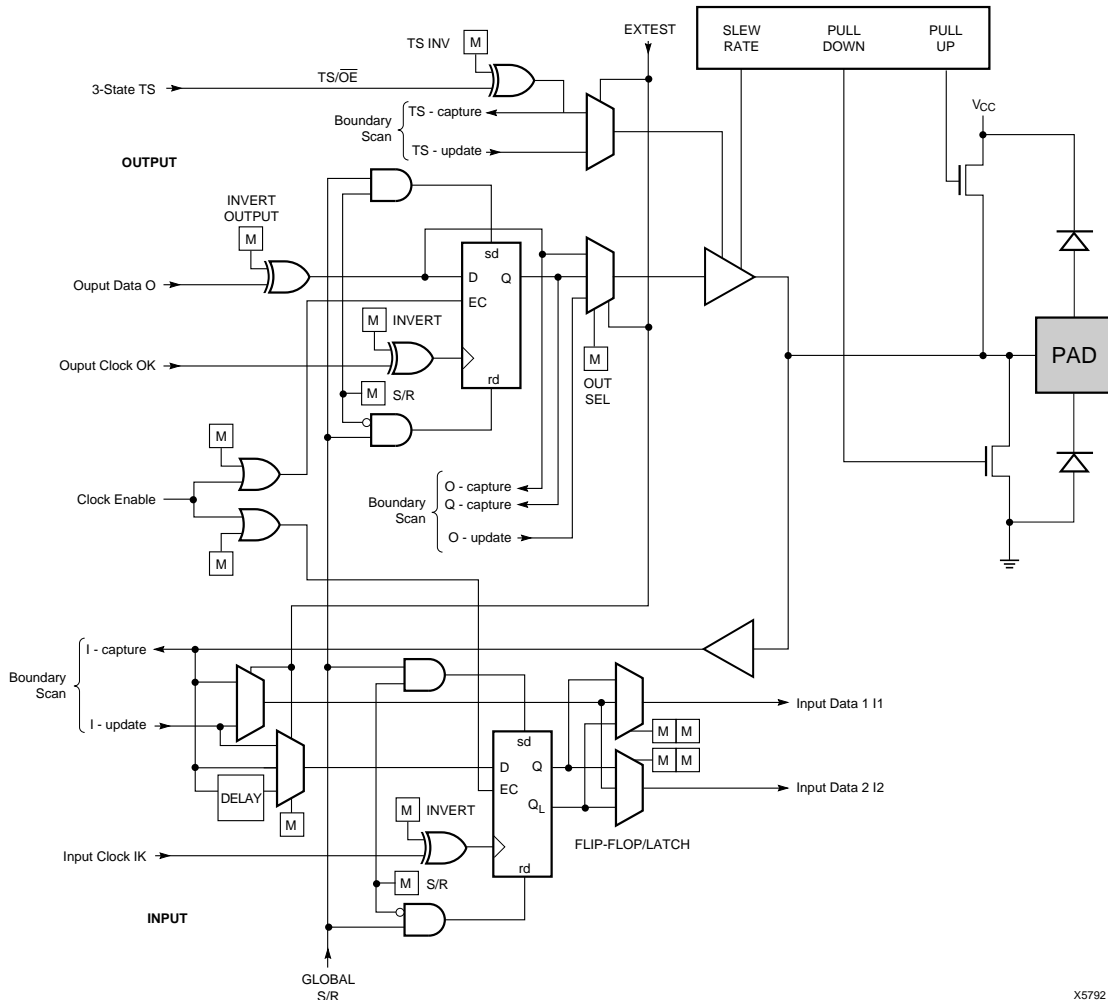 TS INV
M
EXTEST
SLEW
RATE
PULL
DOWN
PULL
UP
3-State TS
TS/OE
VCC
Boundary
Scan
TS - capture
TS - update
OUTPUT
INVERT
OUTPUT
M
sd
D
Q
EC
rd
Ouput Data O
M
INVERT
Ouput Clock OK
M
S/R
M
OUT
SEL
PAD
M
Clock Enable
M
Boundary
Scan
O - capture
Q - capture
O - update
Boundary
Scan
I - capture
I - update
Input Data 1 I1
M
M
M
M
Input Data 2 I2
sd
D
Q
EC
QL
rd
DELAY
M
M
INVERT
FLIP-FLOP/LATCH
Input Clock IK
M
S/R
INPUT
GLOBAL
S/R
X5792